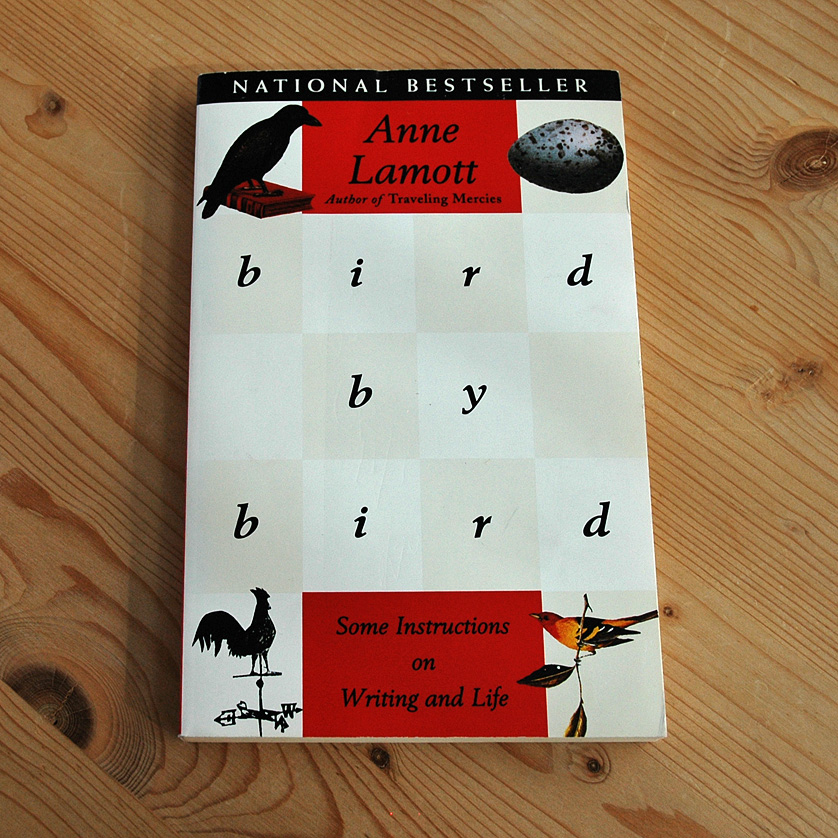 NATIONAL BESTSELLER
Anne
Lamott
Author of Traveling Mercies
b i r d
b y
b i r d
Some Instructions
on
Writing and Life